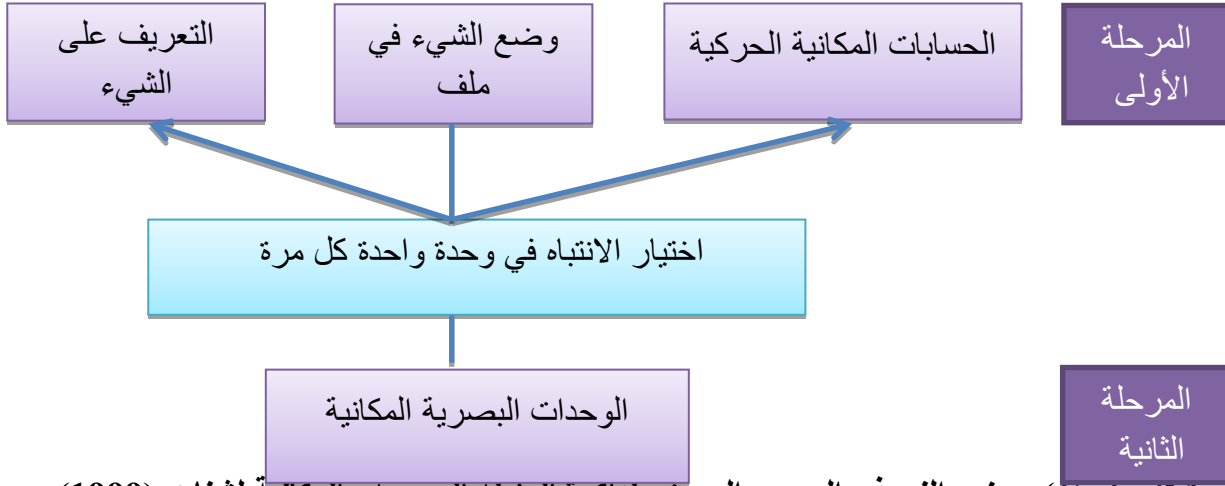 المرحلة
الأولى
الحسابات المكانية الحركية
وضع الشيء في
ملف
التعريف على
الشيء
اختيار الانتباه في وحدة واحدة كل مرة
المرحلة
الثانية
الوحدات البصرية المكانية
(1999)